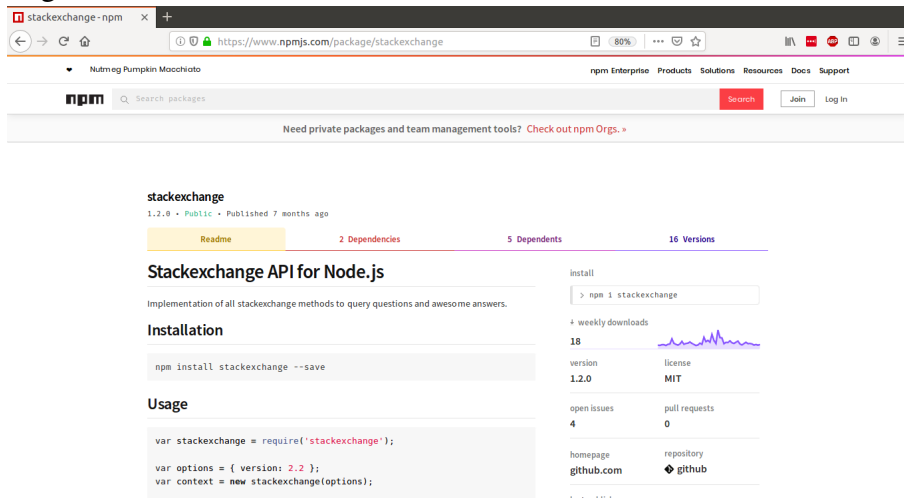 stackexchange - npm
https://www.npmjs.com/package/stackexchange
80%
Nutmeg Pumpkin Macchiato
npm Enterprise Products Solutions Resources Docs Support
npm
Search packages
Search
Join
Log In
Need private packages and team management tools? Check out npm Orgs. »
stackexchange
1.2.0 • Public • Published 7 months ago
Readme
2 Dependencies
5 Dependents
16 Versions
Stackexchange API for Node.js
Implementation of all stackexchange methods to query questions and awesome answers.
Installation
npm install stackexchange --save
Usage
var stackexchange = require('stackexchange');
var options = { version: 2.2 };
var context = new stackexchange(options);
install
> npm i stackexchange
weekly downloads
18
version
license
1.2.0
MIT
open issues
pull requests
4
0
homepage
repository
github.com
github